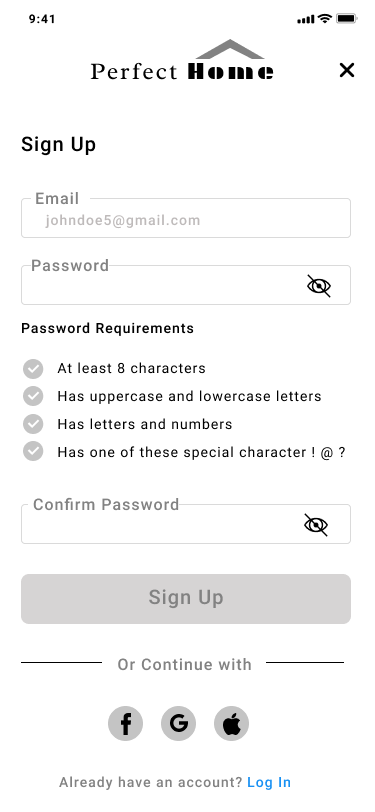 9:41
Perfect Home
Sign Up
Email
johndoe5@gmail.com
Password
Password Requirements
At least 8 characters
Has uppercase and lowercase letters
Has letters and numbers
Has one of these special character ! @ ?
Confirm Password
Sign Up
Or Continue with
f G
Already have an account? Log In